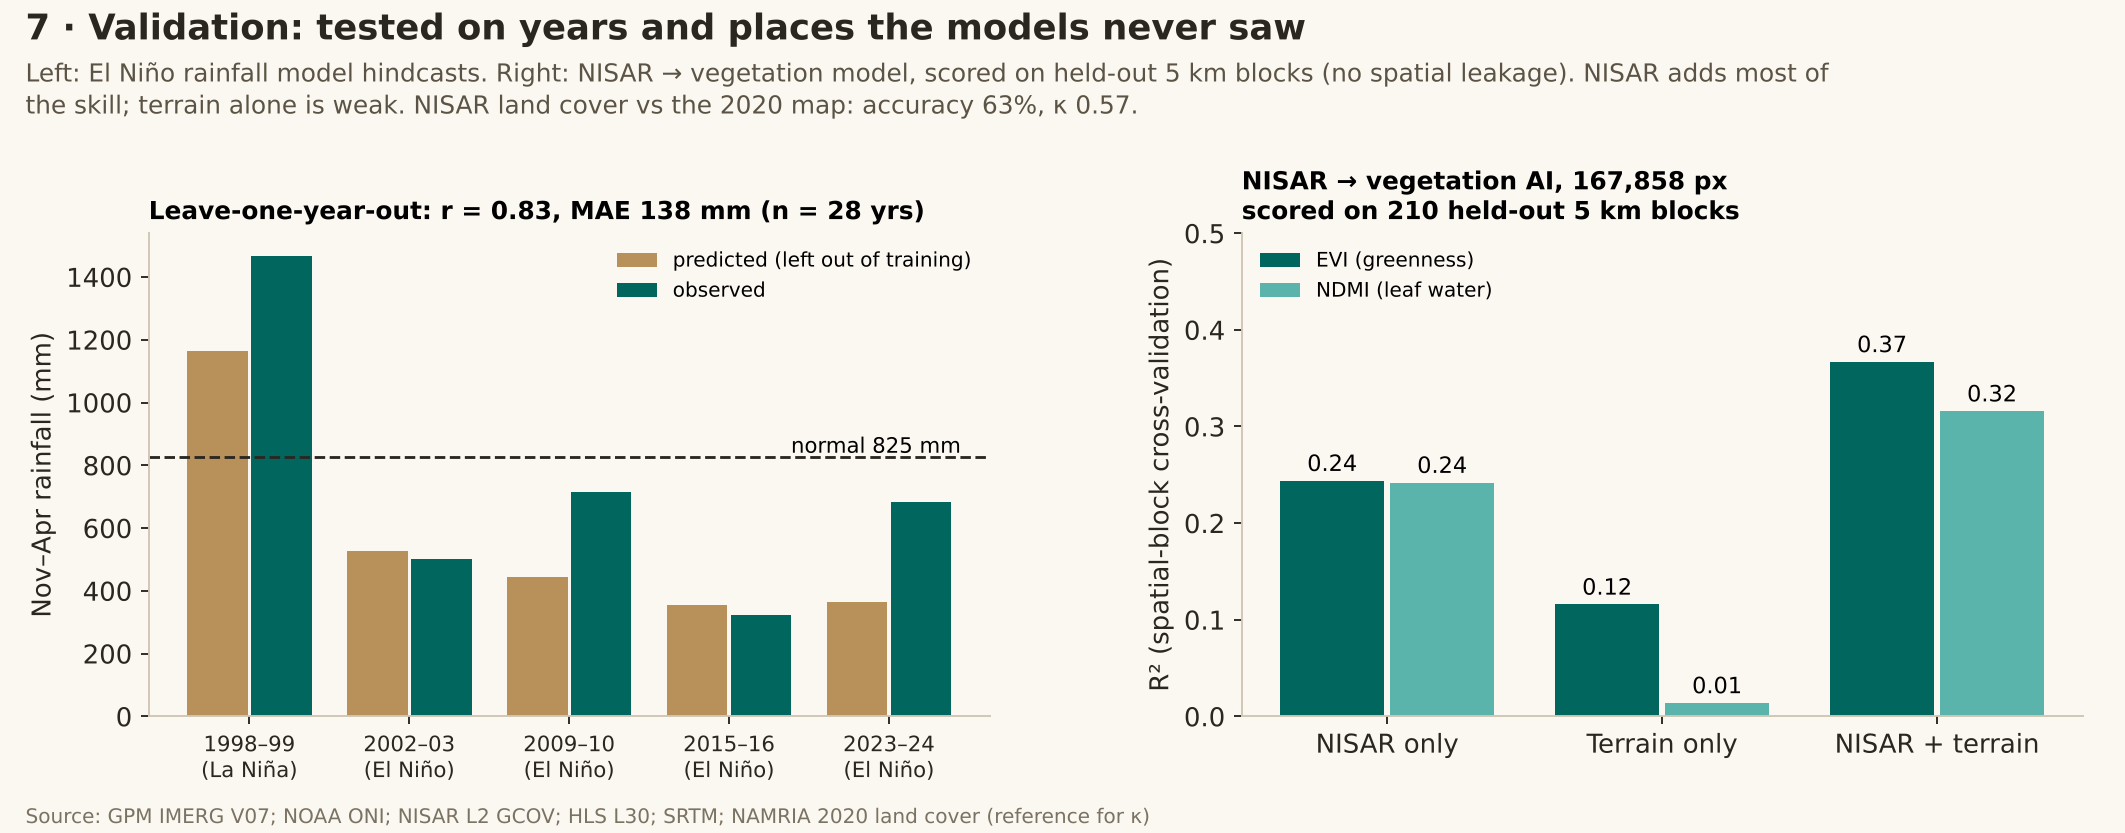 7 · Validation: tested on years and places the models never saw
Left: El Niño rainfall model hindcasts. Right: NISAR → vegetation model, scored on held-out 5 km blocks (no spatial leakage). NISAR adds most of
the skill; terrain alone is weak. NISAR land cover vs the 2020 map: accuracy 63%, κ 0.57.
Leave-one-year-out: r = 0.83, MAE 138 mm (n = 28 yrs)
predicted (left out of training)
observed
normal 825 mm
Nov–Apr rainfall (mm)
1400
1200
1000
800
600
400
200
0
1998–99
(La Niña)
2002–03
(El Niño)
2009–10
(El Niño)
2015–16
(El Niño)
2023–24
(El Niño)
NISAR → vegetation AI, 167,858 px
scored on 210 held-out 5 km blocks
EVI (greenness)
NDMI (leaf water)
R² (spatial-block cross-validation)
0.5
0.4
0.3
0.2
0.1
0.0
0.24
0.24
0.12
0.01
0.37
0.32
NISAR only
Terrain only
NISAR + terrain
Source: GPM IMERG V07; NOAA ONI; NISAR L2 GCOV; HLS L30; SRTM; NAMRIA 2020 land cover (reference for κ)